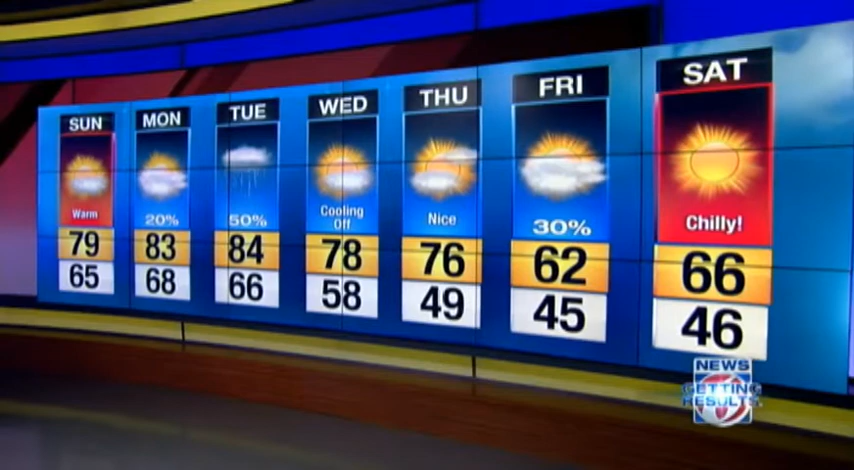 SUN MON TUE WED THU FRI SAT
Warm 20% 50% Cooling Off Nice 30% Chilly!
79 83 84 78 76 62 66
65 68 66 58 49 45 46
NEWS
GETTING
RESULTS